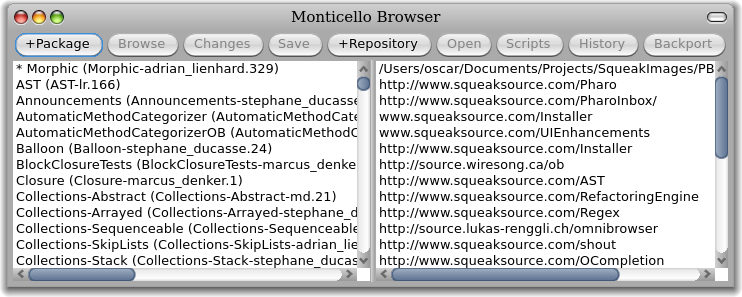 Monticello Browser
+Package Browse Changes Save +Repository Open Scripts History Backport
* Morphic (Morphic-adrian_lienhard.329)
AST (AST-lr.166)
Announcements (Announcements-stephane_ducasse
AutomaticMethodCategorizer (AutomaticMethodCate
AutomaticMethodCategorizerOB (AutomaticMethodC
Balloon (Balloon-stephane_ducasse.24)
BlockClosureTests (BlockClosureTests-marcus_denke
Closure (Closure-marcus_denker.1)
Collections-Abstract (Collections-Abstract-md.21)
Collections-Arrayed (Collections-Arrayed-stephane_d
Collections-Sequenceable (Collections-Sequenceable
Collections-SkipLists (Collections-SkipLists-adrian_lie
Collections-Stack (Collections-Stack-stephane_ducas
/Users/oscar/Documents/Projects/SqueakImages/PB
http://www.squeaksource.com/Pharo
http://www.squeaksource.com/PharoInbox/
www.squeaksource.com/Installer
www.squeaksource.com/UIEnhancements
http://www.squeaksource.com/Installer
http://source.wiresong.ca/ob
http://www.squeaksource.com/AST
http://www.squeaksource.com/RefactoringEngine
http://www.squeaksource.com/Regex
http://source.lukas-renggli.ch/omnibrowser
http://www.squeaksource.com/shout
http://www.squeaksource.com/OCompletion